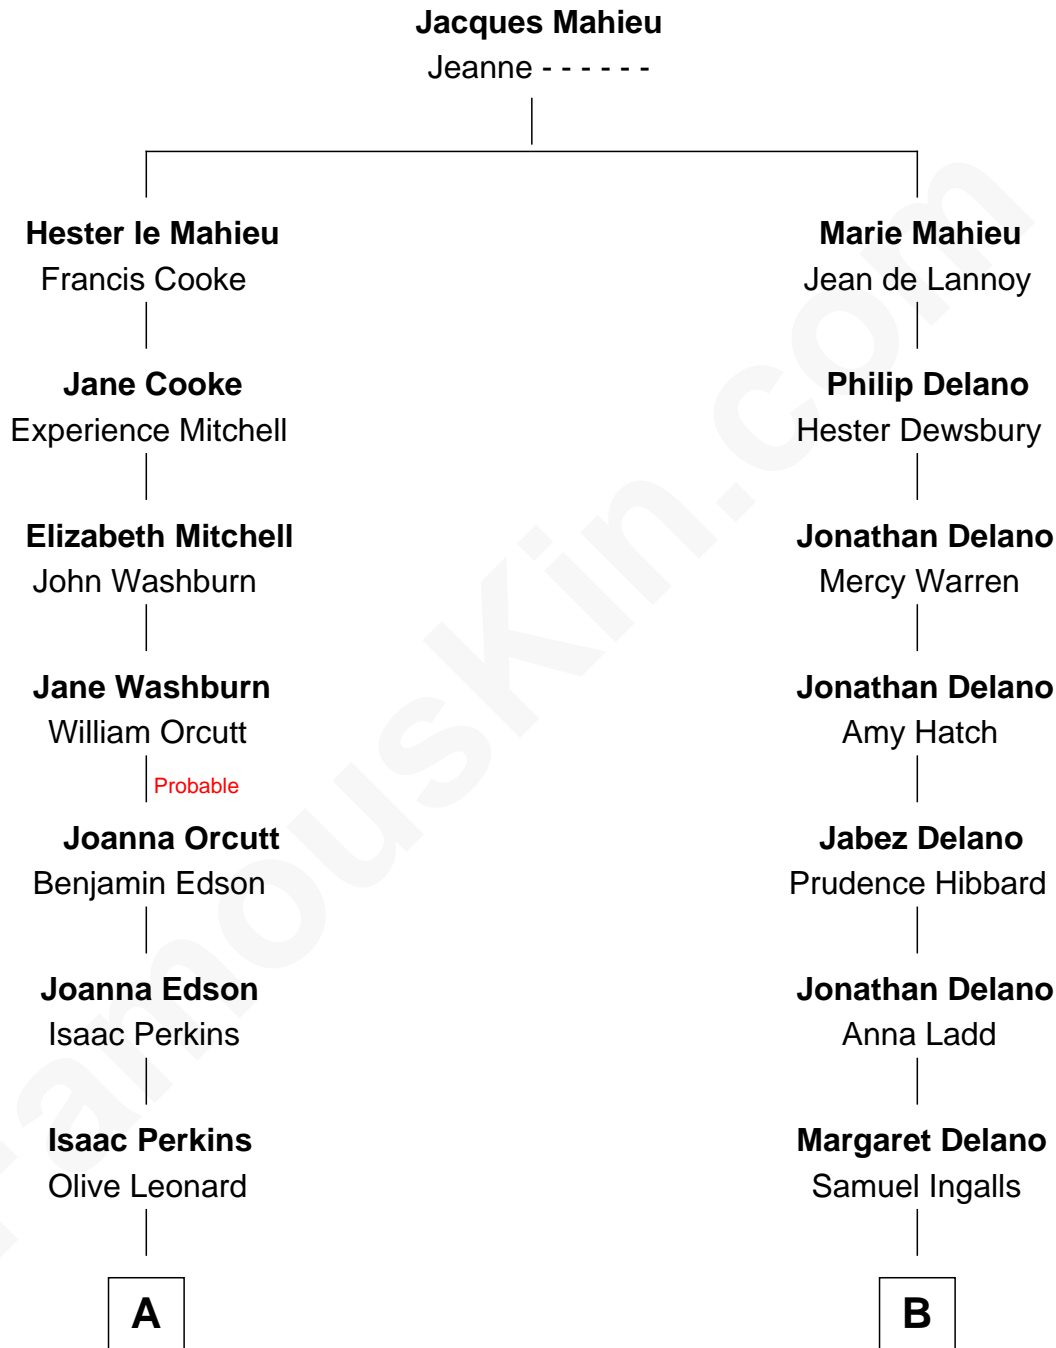 Jacques Mahieu
Jeanne - - - - - -
Hester le Mahieu
Francis Cooke
Marie Mahieu
Jean de Lannoy
Jane Cooke
Experience Mitchell
Philip Delano
Hester Dewsbury
Elizabeth Mitchell
John Washburn
Jonathan Delano
Mercy Warren
Jane Washburn
William Orcutt
Jonathan Delano
Amy Hatch
Probable
Joanna Orcutt
Benjamin Edson
Jabez Delano
Prudence Hibbard
Joanna Edson
Isaac Perkins
Jonathan Delano
Anna Ladd
Isaac Perkins
Olive Leonard
Margaret Delano
Samuel Ingalls
A
B
FamousKin.com